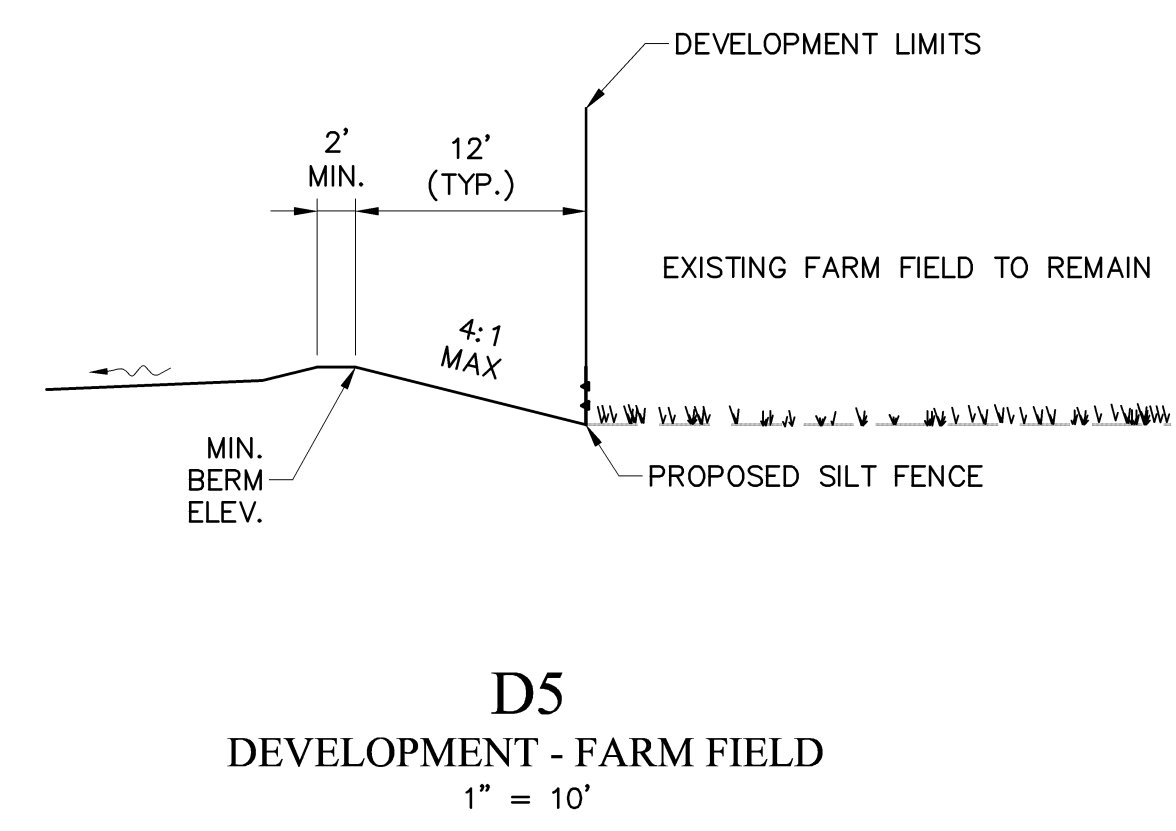 DEVELOPMENT LIMITS
2’
MIN.
12’
(TYP.)
EXISTING FARM FIELD TO REMAIN
4:1
MAX
MIN.
BERM
ELEV.
PROPOSED SILT FENCE
D5
DEVELOPMENT - FARM FIELD
1” = 10’